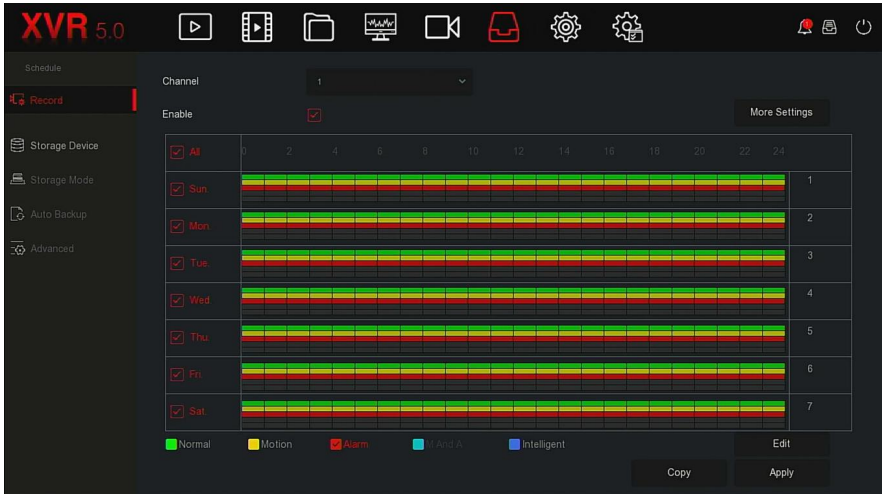 XVR 5.0
1
Schedule
Record
Storage Device
Storage Mode
Auto Backup
Advanced
Channel
1
Enable
More Settings
All
0 2 4 6 8 10 12 14 16 18 20 22 24
Sun.
1
Mon.
2
Tue.
3
Wed.
4
Thu.
5
Fri.
6
Sat.
7
Normal Motion Alarm M And A Intelligent
Edit
Copy Apply